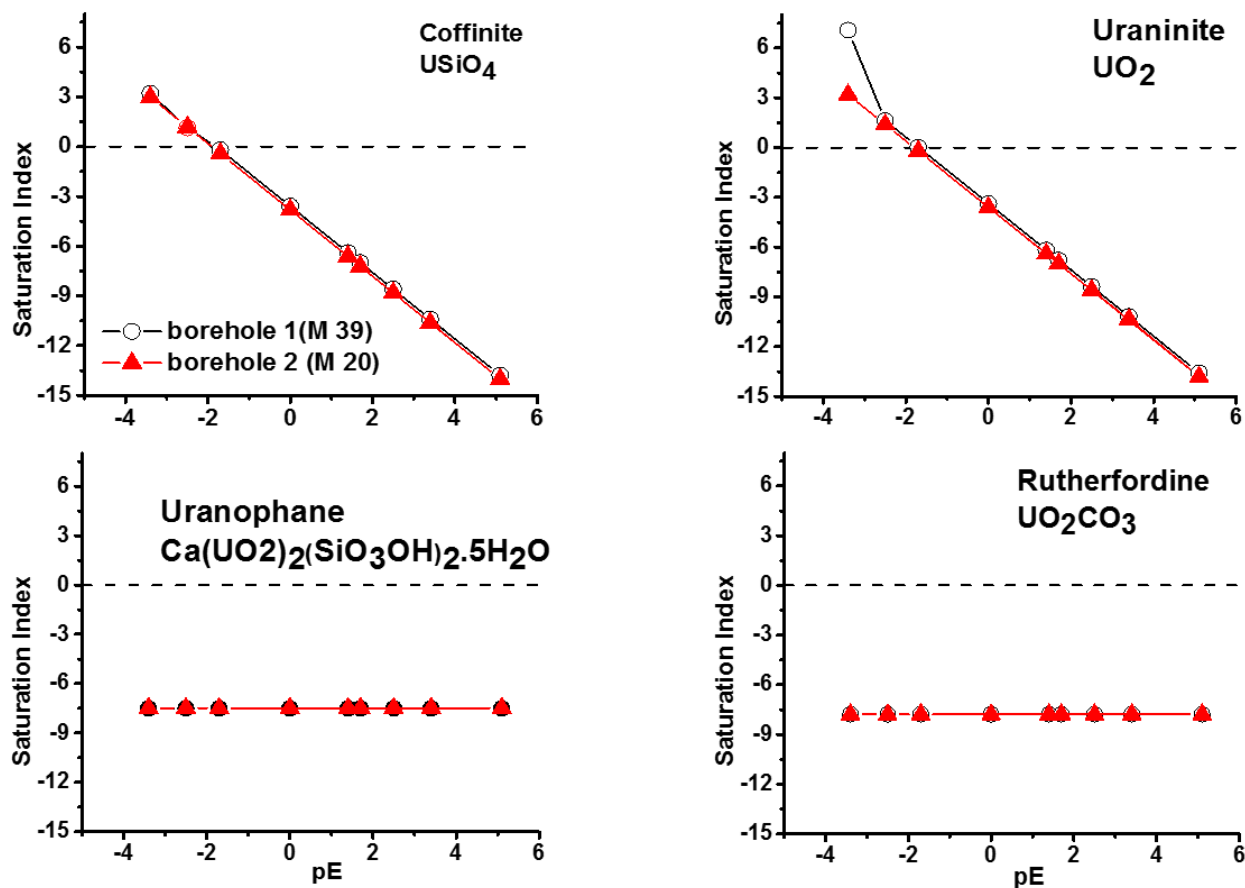 Coffinite
USiO4
Saturation Index
6
3
0
-3
-6
-9
-12
-15
borehole 1(M 39)
borehole 2 (M 20)
-4 -2 0 2 4 6
Uraninite
UO2
Saturation Index
6
3
0
-3
-6
-9
-12
-15
-4 -2 0 2 4 6
Uranophane
Ca(UO2)2(SiO3OH)2.5H2O
Saturation Index
6
3
0
-3
-6
-9
-12
-15
-4 -2 0 2 4 6
pE
Rutherfordine
UO2CO3
Saturation Index
6
3
0
-3
-6
-9
-12
-15
-4 -2 0 2 4 6
pE